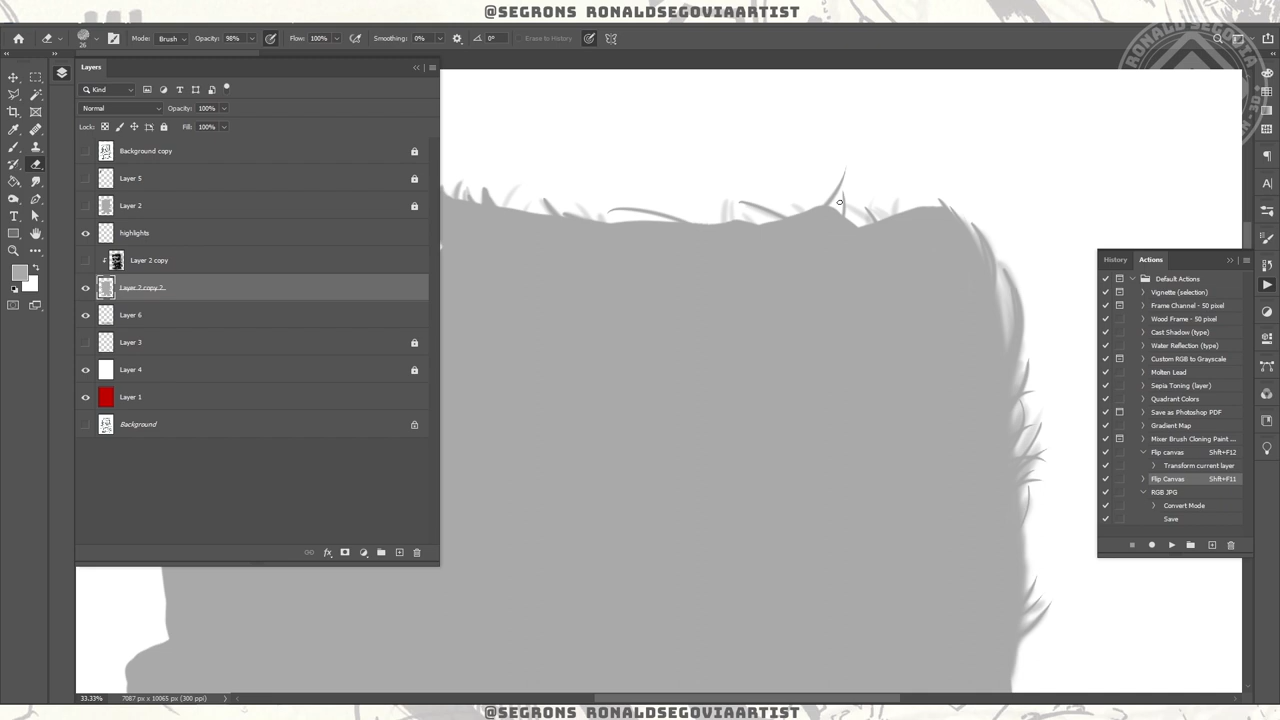 @SEGRONS RONALDSEGOVIAARTIST
26
Mode: Brush Opacity: 98% Flow: 100% Smoothing: 0% 0° Erase to History
RONALD SEGOVIA
Layers
Kind
Normal Opacity: 100%
Lock: Fill: 100%
Background copy
Layer 5
Layer 2
highlights
Layer 2 copy
Layer 2 copy 2
Layer 6
Layer 3
Layer 4
Layer 1
Background
fx
History Actions
Default Actions
Vignette (selection)
Frame Channel - 50 pixel
Wood Frame - 50 pixel
Cast Shadow (type)
Water Reflection (type)
Custom RGB to Grayscale
Molten Lead
Sepia Toning (layer)
Quadrant Colors
Save as Photoshop PDF
Gradient Map
Mixer Brush Cloning Paint ...
Flip canvas Shft+F12
Transform current layer
Flip Canvas Shft+F11
RGB JPG
Convert Mode
Save
33.33% 7087 px x 10065 px (300 ppi)
@SEGRONS RONALDSEGOVIAARTIST